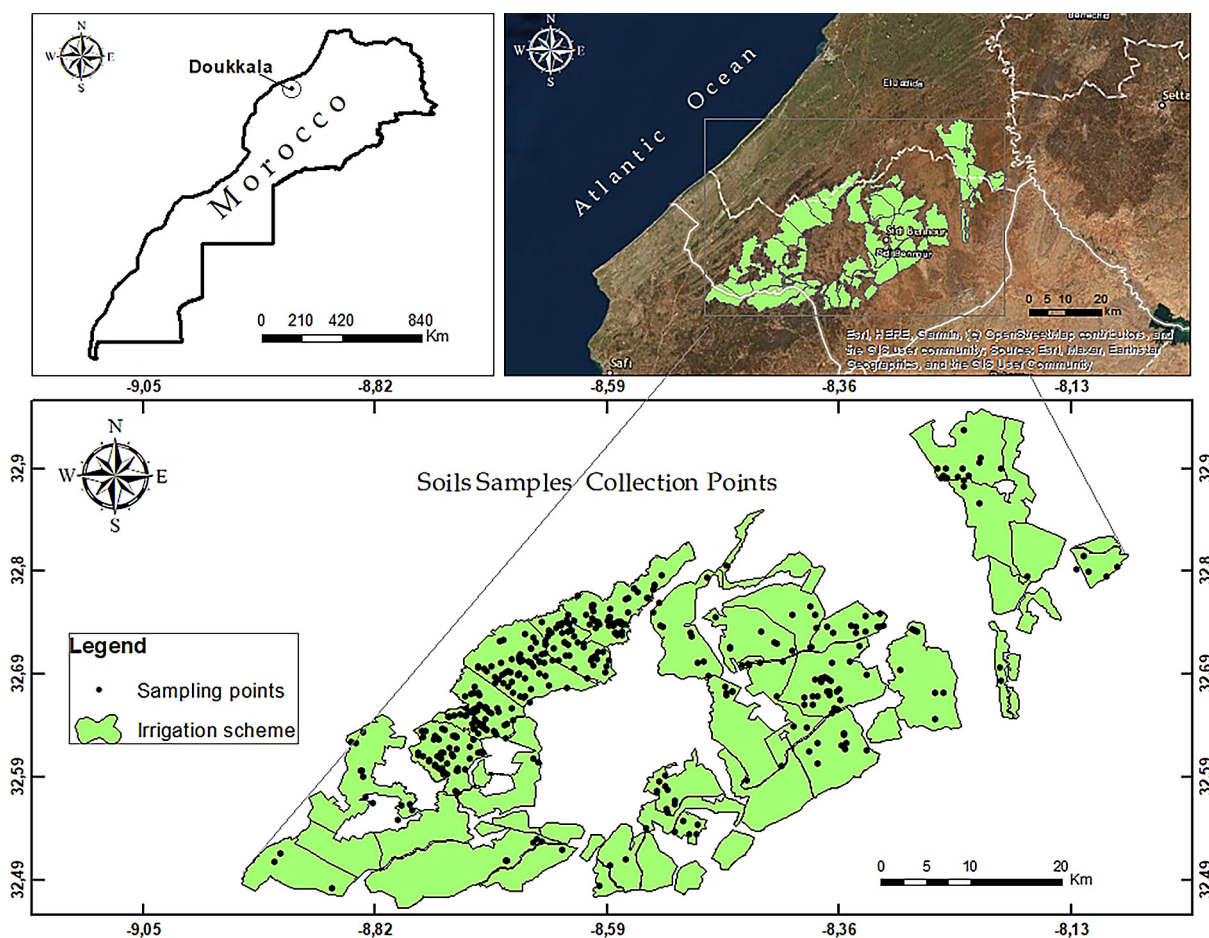 N
W E
S
Doukkala
Morocco
0 210 420 840
Km
N
W E
S
Atlantic Ocean
El Jadida
Berrechid
Setta
Sidi Bennour
Sidi Bennour
Safi
0 5 10 20
km
Esri, HERE, Garmin, (c) OpenStreetMap contributors, and
the GIS user community; Source: Esri, Maxar, Earthstar
Geographics, and the GIS User Community
-9,05 -8,82 -8,59 -8,36 -8,13
N
W E
S
Soils Samples Collection Points
32,9 32,9
32,8 32,8
32,69 32,69
32,59 32,59
32,49 32,49
Legend
Sampling points
Irrigation scheme
0 5 10 20
Km
-9,05 -8,82 -8,59 -8,36 -8,13